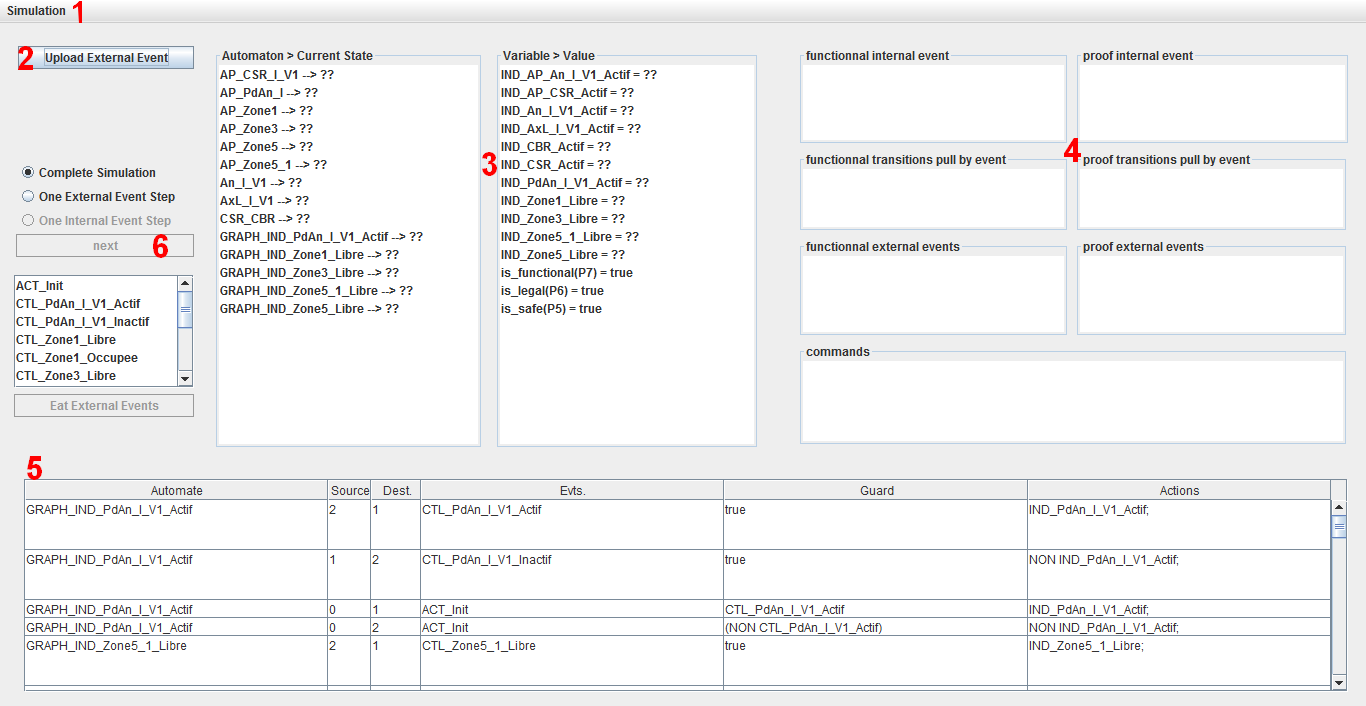 Simulation 1
2 Upload External Event
Complete Simulation
One External Event Step
One Internal Event Step
next 6
ACT_Init
CTL_PdAn_I_V1_Actif
CTL_PdAn_I_V1_Inactif
CTL_Zone1_Libre
CTL_Zone1_Occupee
CTL_Zone3_Libre
Eat External Events
Automaton > Current State
AP_CSR_I_V1 --> ??
AP_PdAn_I --> ??
AP_Zone1 --> ??
AP_Zone3 --> ??
AP_Zone5 --> ??
AP_Zone5_1 --> ??
An_I_V1 --> ??
AxL_I_V1 --> ??
CSR_CBR --> ??
GRAPH_IND_PdAn_I_V1_Actif --> ??
GRAPH_IND_Zone1_Libre --> ??
GRAPH_IND_Zone3_Libre --> ??
GRAPH_IND_Zone5_1_Libre --> ??
GRAPH_IND_Zone5_Libre --> ??
3
Variable > Value
IND_AP_An_I_V1_Actif = ??
IND_AP_CSR_Actif = ??
IND_An_I_V1_Actif = ??
IND_AxL_I_V1_Actif = ??
IND_CBR_Actif = ??
IND_CSR_Actif = ??
IND_PdAn_I_V1_Actif = ??
IND_Zone1_Libre = ??
IND_Zone3_Libre = ??
IND_Zone5_1_Libre = ??
IND_Zone5_Libre = ??
is_functional(P7) = true
is_legal(P6) = true
is_safe(P5) = true
functionnal internal event
proof internal event
4
functionnal transitions pull by event
proof transitions pull by event
functionnal external events
proof external events
commands
5
Automate Source Dest. Evts. Guard Actions
GRAPH_IND_PdAn_I_V1_Actif 2 1 CTL_PdAn_I_V1_Actif true IND_PdAn_I_V1_Actif;
GRAPH_IND_PdAn_I_V1_Actif 1 2 CTL_PdAn_I_V1_Inactif true NON IND_PdAn_I_V1_Actif;
GRAPH_IND_PdAn_I_V1_Actif 0 1 ACT_Init CTL_PdAn_I_V1_Actif IND_PdAn_I_V1_Actif;
GRAPH_IND_PdAn_I_V1_Actif 0 2 ACT_Init (NON CTL_PdAn_I_V1_Actif) NON IND_PdAn_I_V1_Actif;
GRAPH_IND_Zone5_1_Libre 2 1 CTL_Zone5_1_Libre true IND_Zone5_1_Libre;